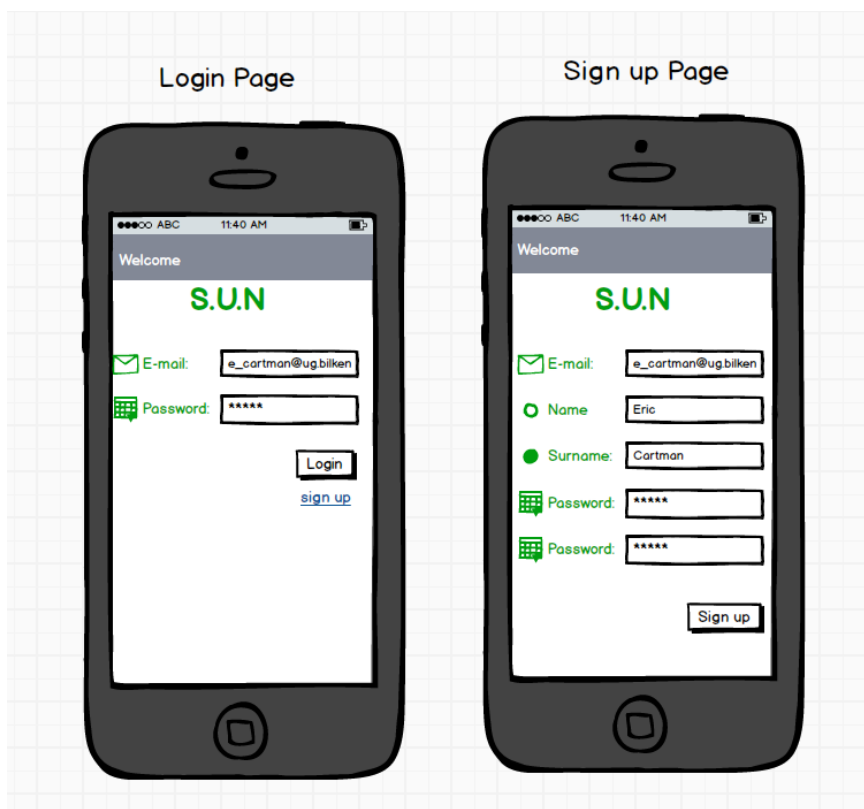 Login Page
●●●○○ ABC 11:40 AM
Welcome
S.U.N
E-mail: e_cartman@ug.bilken
Password: *****
Login
sign up
Sign up Page
●●●○○ ABC 11:40 AM
Welcome
S.U.N
E-mail: e_cartman@ug.bilken
Name Eric
Surname: Cartman
Password: *****
Password: *****
Sign up